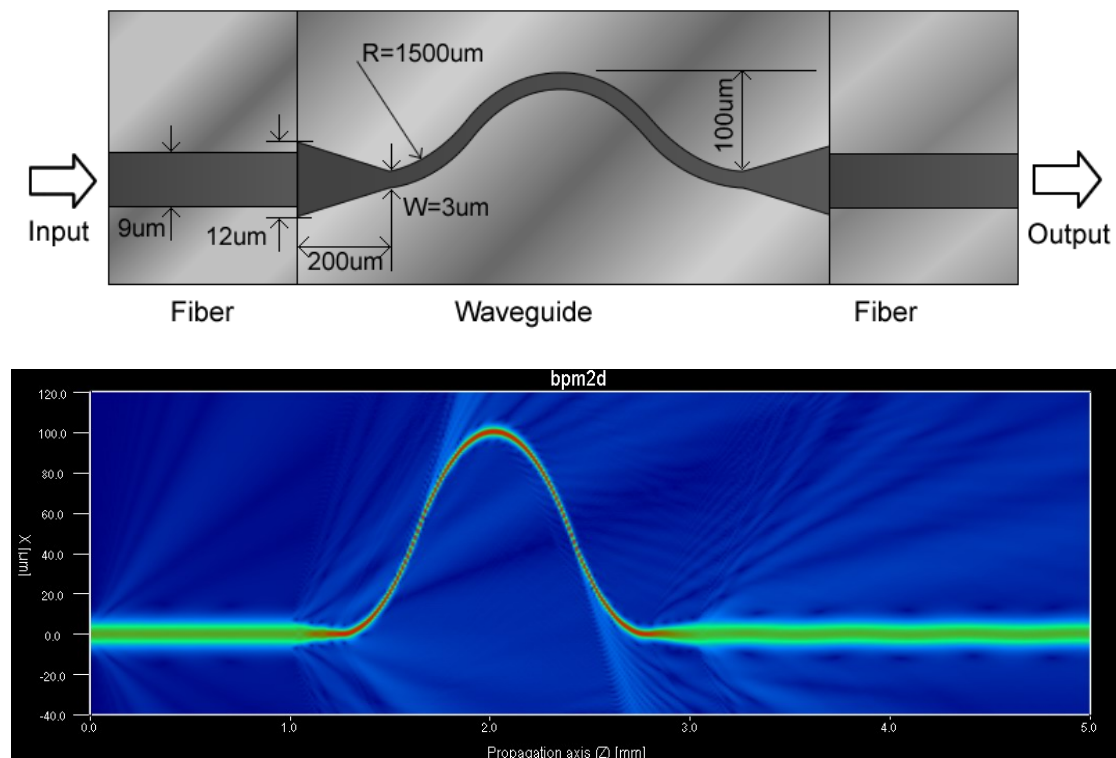 R=1500um
100um
W=3um
Input
9um
12um
200um
Output
Fiber
Waveguide
Fiber
bpm2d
120.0
100.0
80.0
60.0
40.0
20.0
0.0
-20.0
-40.0
X [μm]
0.0 1.0 2.0 3.0 4.0 5.0
Propagation axis (Z) [mm]